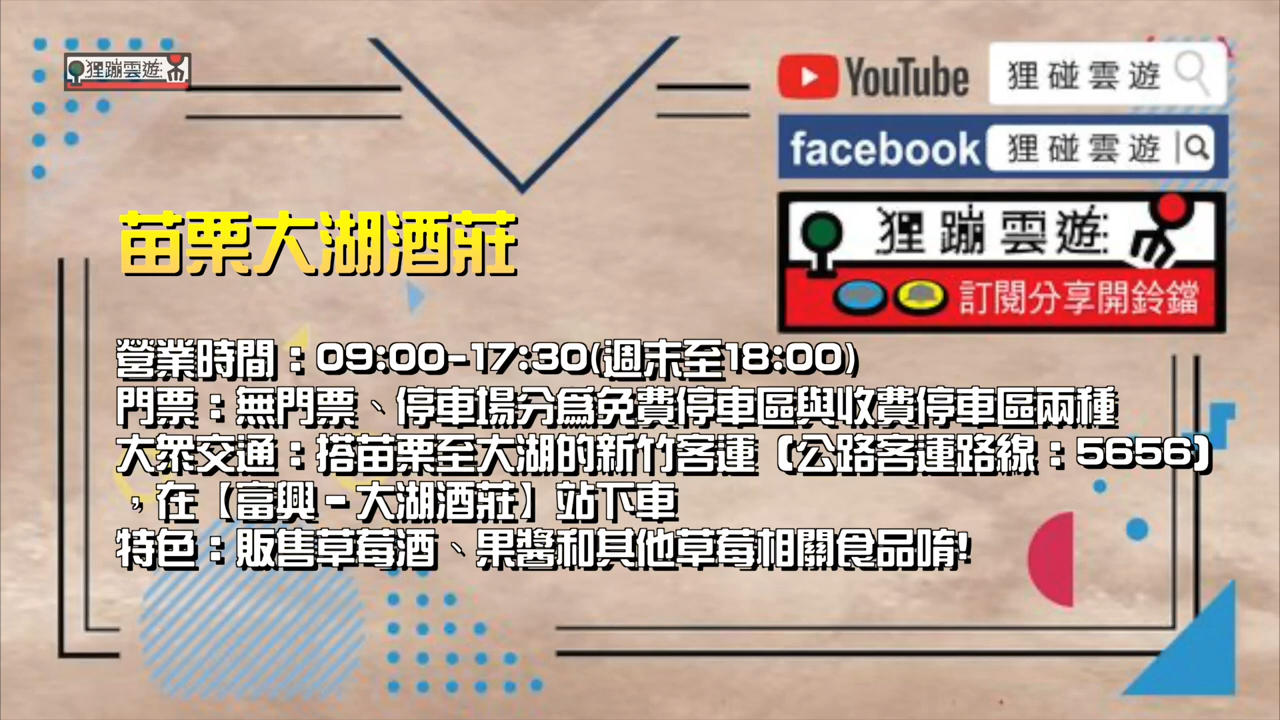 狸蹦雲遊
YouTube 狸碰雲遊
facebook 狸碰雲遊
狸蹦雲遊
訂閱分享開鈴鐺
苗栗大湖酒莊
營業時間：09:00-17:30(週末至18:00)
門票：無門票、停車場分為免費停車區與收費停車區兩種
大眾交通：搭苗栗至大湖的新竹客運（公路客運路線：5656)
，在【富興－大湖酒莊】站下車
特色：販售草莓酒、果醬和其他草莓相關食品唷!